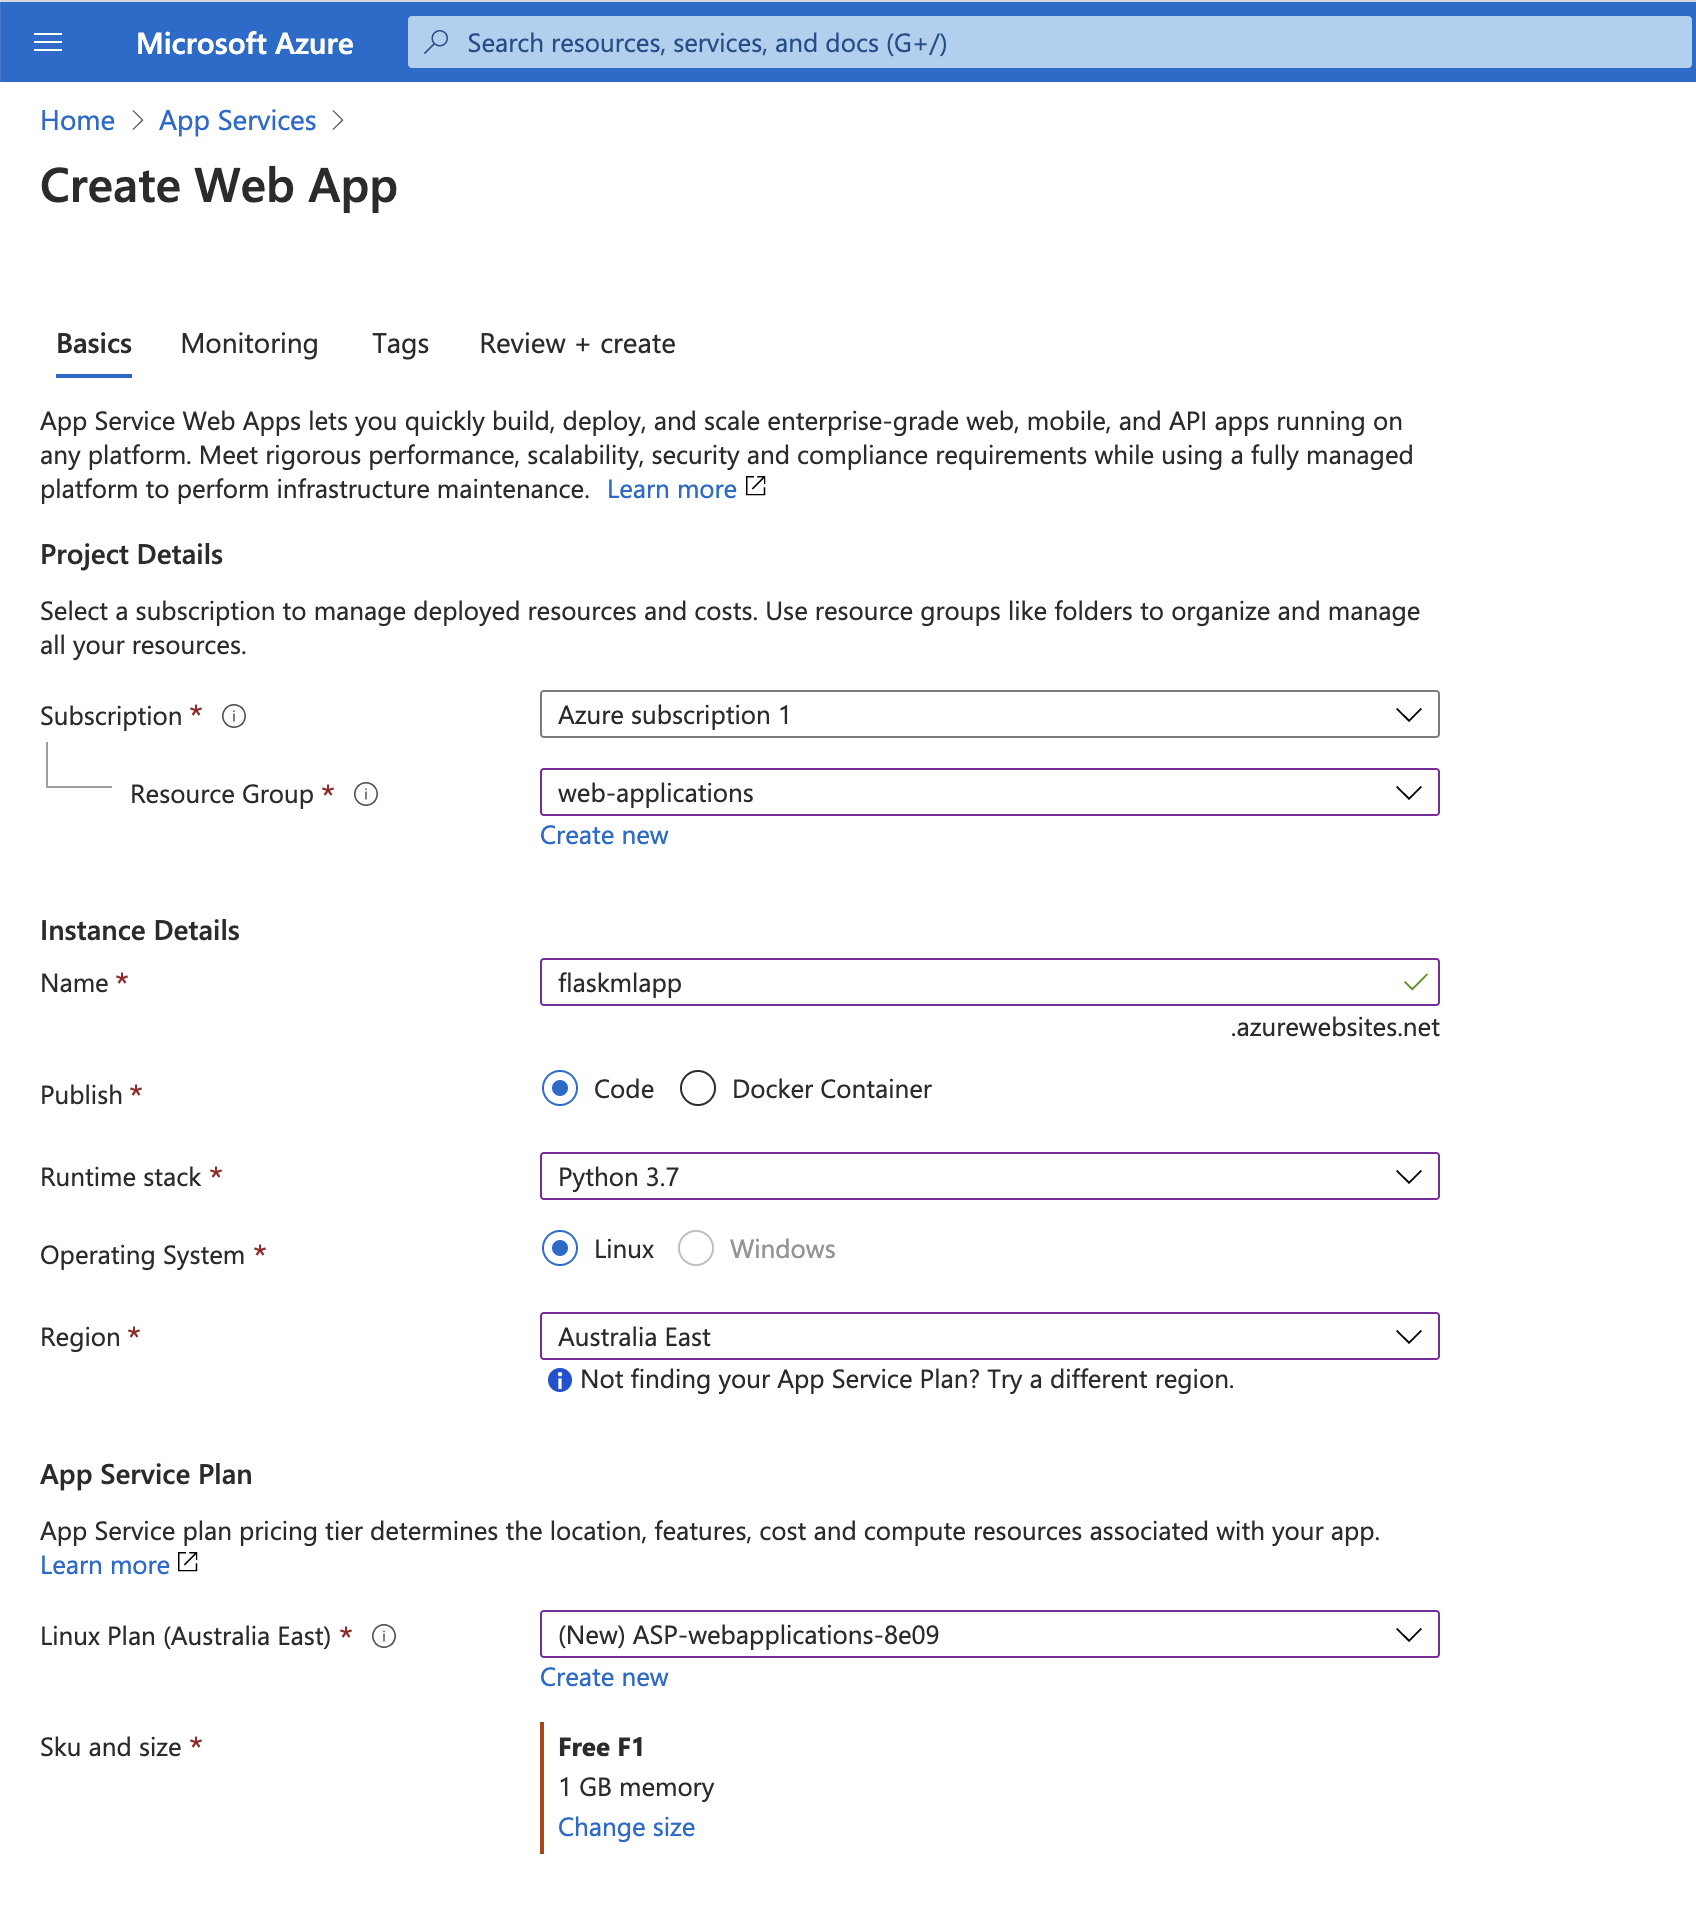 Microsoft Azure
Search resources, services, and docs (G+/)
Home > App Services >
Create Web App
Basics Monitoring Tags Review + create
App Service Web Apps lets you quickly build, deploy, and scale enterprise-grade web, mobile, and API apps running on
any platform. Meet rigorous performance, scalability, security and compliance requirements while using a fully managed
platform to perform infrastructure maintenance. Learn more
Project Details
Select a subscription to manage deployed resources and costs. Use resource groups like folders to organize and manage
all your resources.
Subscription * Azure subscription 1
Resource Group * web-applications
Create new
Instance Details
Name * flaskmlapp
.azurewebsites.net
Publish * Code Docker Container
Runtime stack * Python 3.7
Operating System * Linux Windows
Region * Australia East
Not finding your App Service Plan? Try a different region.
App Service Plan
App Service plan pricing tier determines the location, features, cost and compute resources associated with your app.
Learn more
Linux Plan (Australia East) * (New) ASP-webapplications-8e09
Create new
Sku and size * Free F1
1 GB memory
Change size